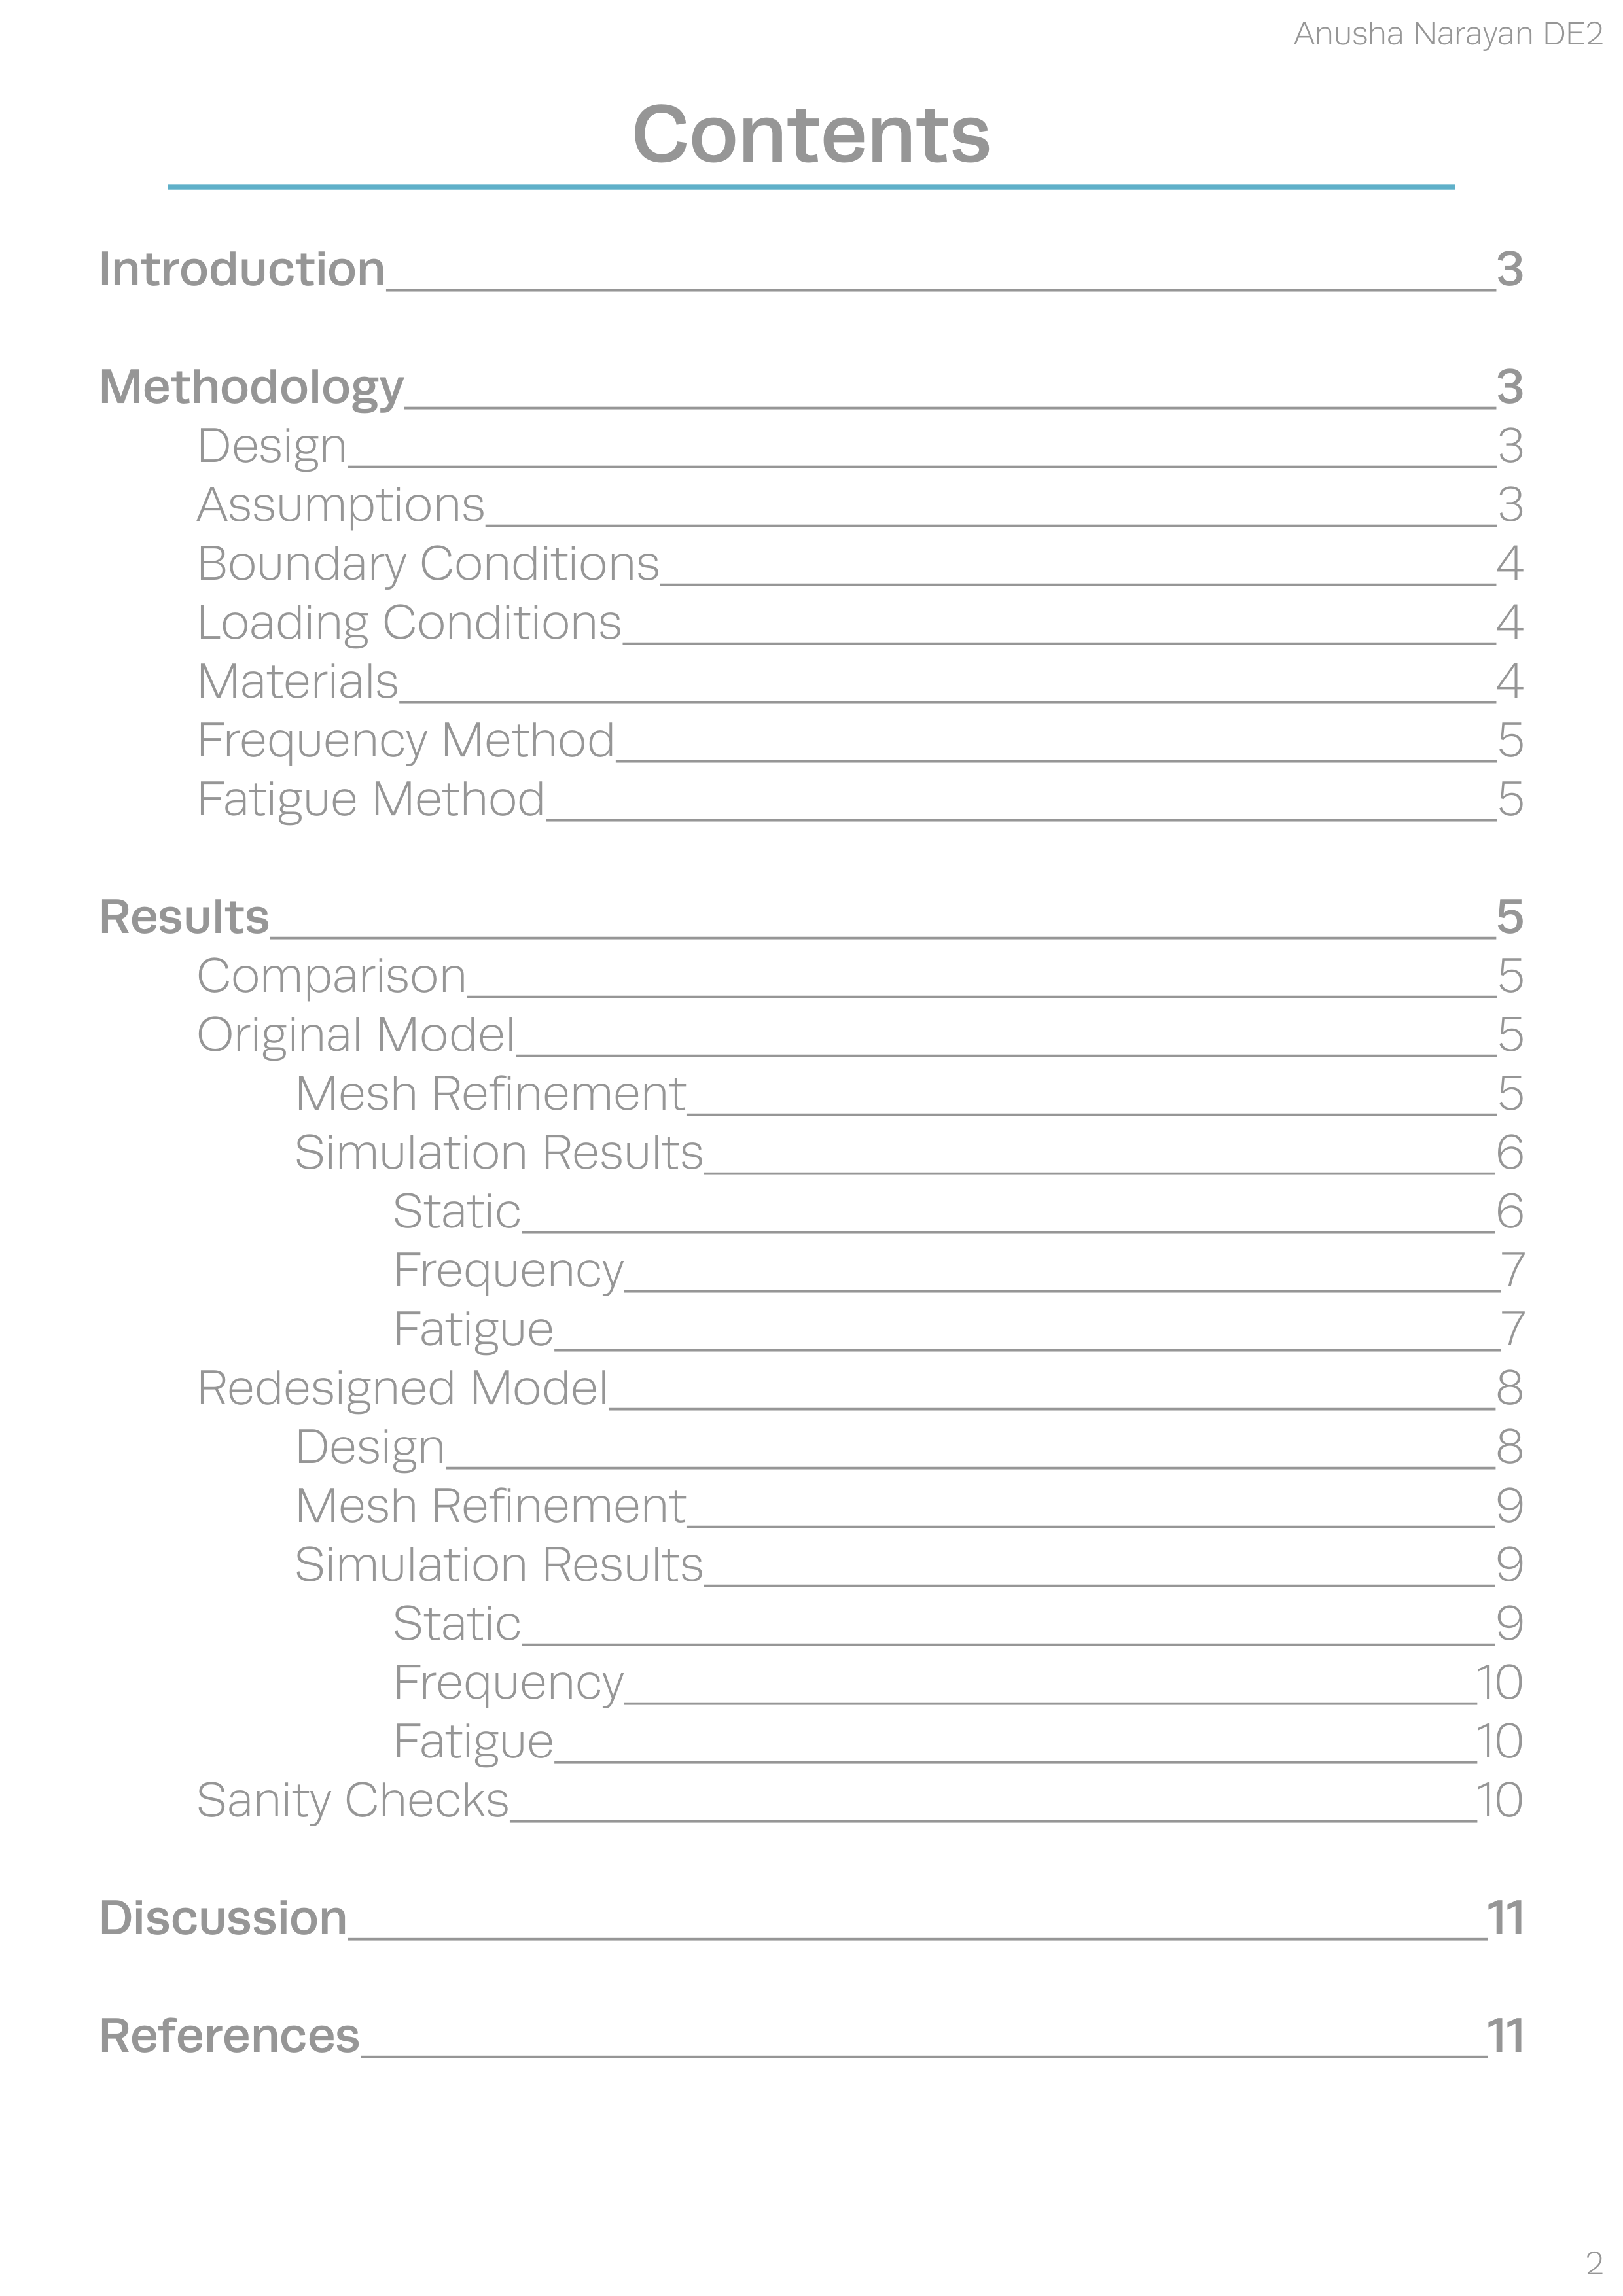 Anusha Narayan DE2
Contents
Introduction 3
Methodology 3
Design 3
Assumptions 3
Boundary Conditions 4
Loading Conditions 4
Materials 4
Frequency Method 5
Fatigue Method 5
Results 5
Comparison 5
Original Model 5
Mesh Refinement 5
Simulation Results 6
Static 6
Frequency 7
Fatigue 7
Redesigned Model 8
Design 8
Mesh Refinement 9
Simulation Results 9
Static 9
Frequency 10
Fatigue 10
Sanity Checks 10
Discussion 11
References 11
2